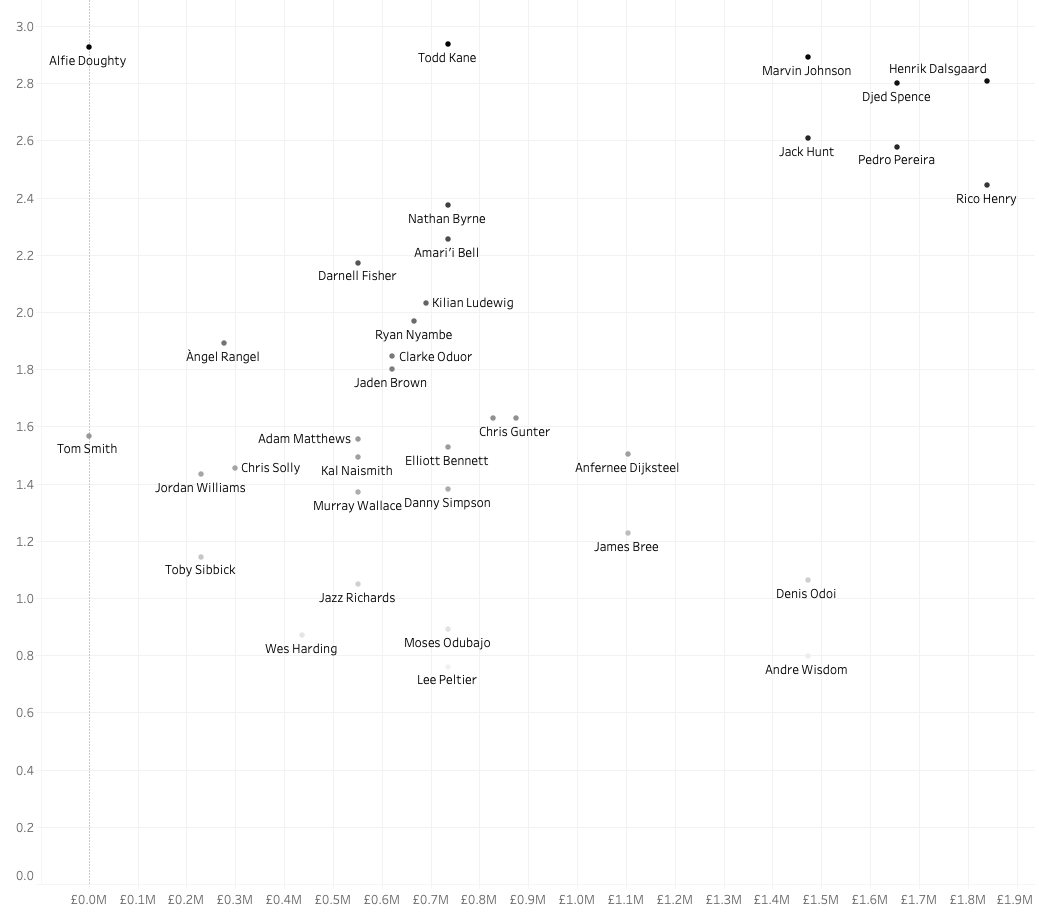 3.0
Alfie Doughty
Todd Kane
Marvin Johnson
Henrik Dalsgaard
2.8
Djed Spence
2.6
Jack Hunt
Pedro Pereira
2.4
Rico Henry
Nathan Byrne
2.2
Amari'i Bell
Darnell Fisher
2.0
Kilian Ludewig
Ryan Nyambe
Àngel Rangel
Clarke Oduor
1.8
Jaden Brown
1.6
Chris Gunter
Tom Smith
Adam Matthews
Elliott Bennett
Chris Solly
Kal Naismith
Anfernee Dijksteel
1.4
Jordan Williams
Murray Wallace
Danny Simpson
1.2
James Bree
Toby Sibbick
1.0
Jazz Richards
Denis Odoi
0.8
Wes Harding
Moses Odubajo
Lee Peltier
Andre Wisdom
0.6
0.4
0.2
0.0
£0.0M £0.1M £0.2M £0.3M £0.4M £0.5M £0.6M £0.7M £0.8M £0.9M £1.0M £1.1M £1.2M £1.3M £1.4M £1.5M £1.6M £1.7M £1.8M £1.9M